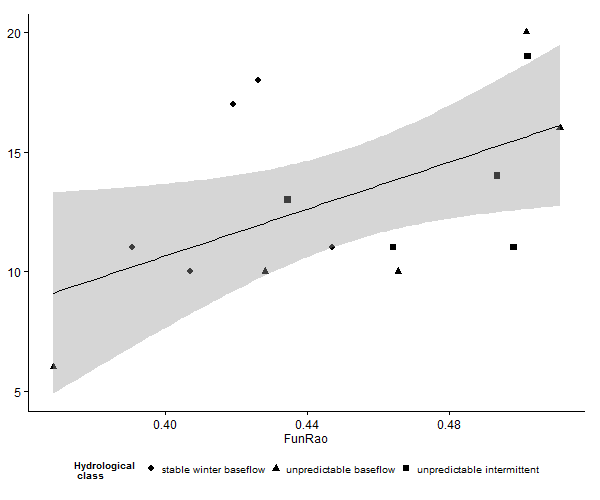 20
15
10
5
0.40 0.44 0.48
FunRao
Hydrological
class
stable winter baseflow unpredictable baseflow unpredictable intermittent